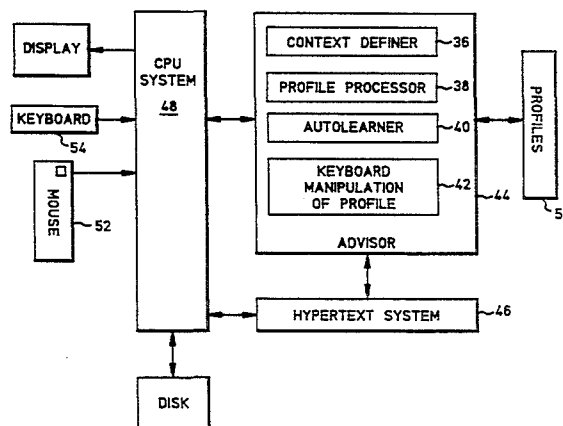 DISPLAY
CPU
SYSTEM
48
KEYBOARD
54
MOUSE
52
CONTEXT DEFINER
36
PROFILE PROCESSOR
38
AUTOLEARNER
40
KEYBOARD
MANIPULATION
OF PROFILE
42
44
ADVISOR
PROFILES
5
HYPERTEXT SYSTEM
46
DISK